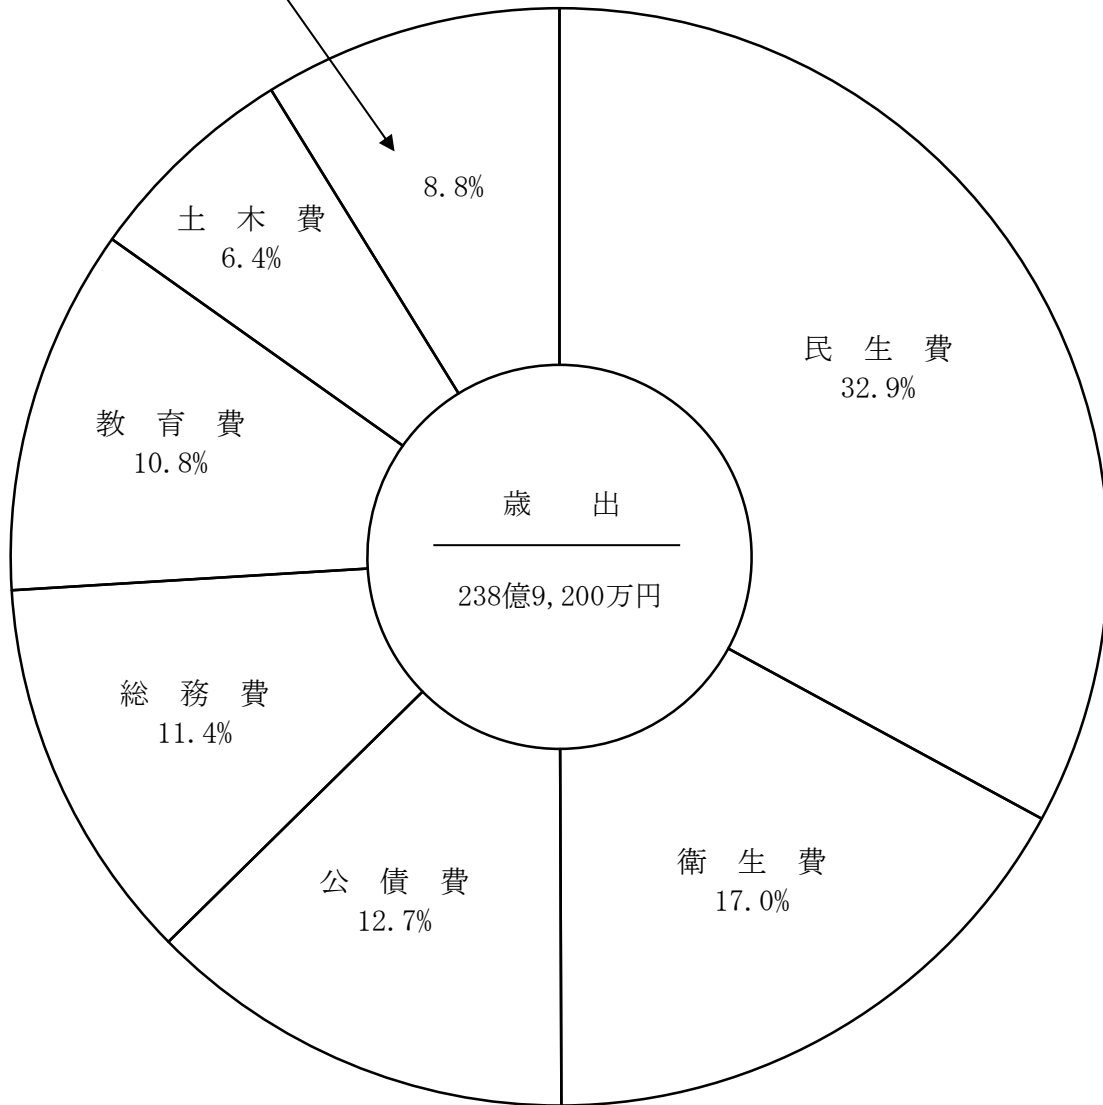 8.8%
土　木　費
6.4%
民　生　費
32.9%
教　育　費
10.8%
歳　　出
238億9,200万円
総　務　費
11.4%
衛　生　費
17.0%
公　債　費
12.7%